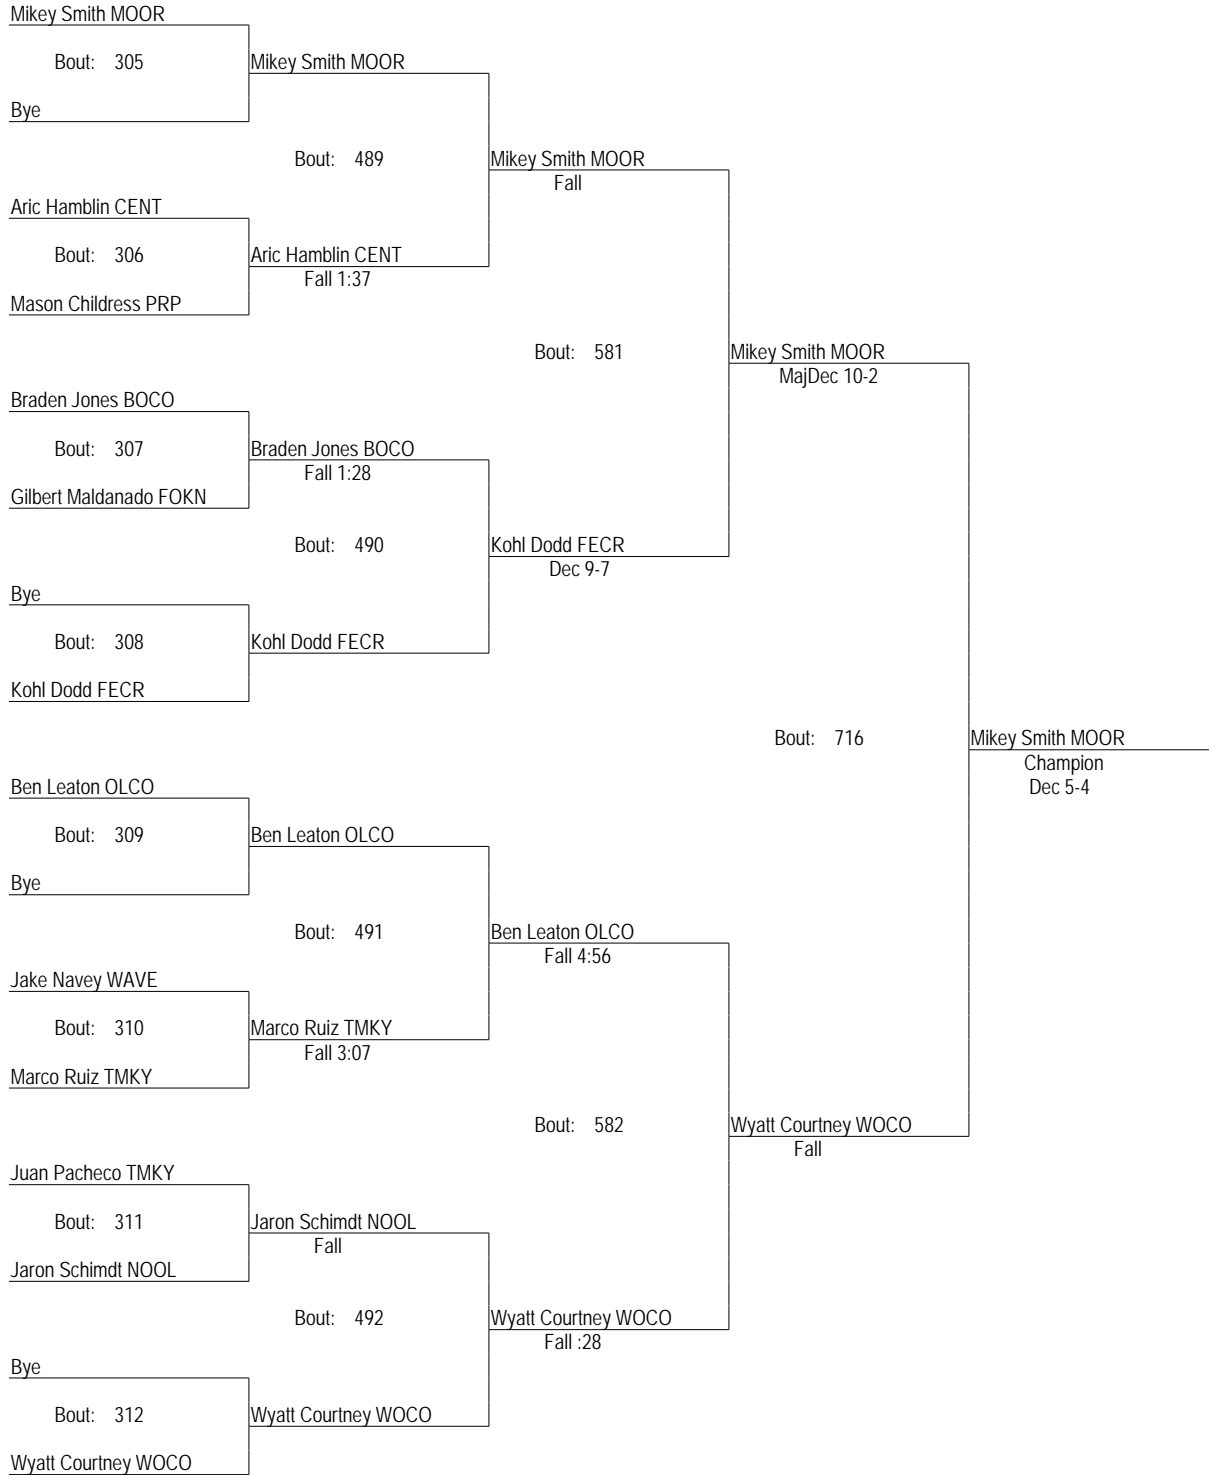 Mikey Smith MOOR
Bout: 305
Mikey Smith MOOR
Bye
Bout: 489
Mikey Smith MOOR
Fall
Aric Hamblin CENT
Bout: 306
Aric Hamblin CENT
Fall 1:37
Mason Childress PRP
Bout: 581
Mikey Smith MOOR
MajDec 10-2
Braden Jones BOCO
Bout: 307
Braden Jones BOCO
Fall 1:28
Gilbert Maldanado FOKN
Bout: 490
Kohl Dodd FECR
Dec 9-7
Bye
Bout: 308
Kohl Dodd FECR
Kohl Dodd FECR
Bout: 716
Mikey Smith MOOR
Champion
Dec 5-4
Ben Leaton OLCO
Bout: 309
Ben Leaton OLCO
Bye
Bout: 491
Ben Leaton OLCO
Fall 4:56
Jake Navey WAVE
Bout: 310
Marco Ruiz TMKY
Fall 3:07
Marco Ruiz TMKY
Bout: 582
Wyatt Courtney WOCO
Fall
Juan Pacheco TMKY
Bout: 311
Jaron Schimdt NOOL
Fall
Jaron Schimdt NOOL
Bout: 492
Wyatt Courtney WOCO
Fall :28
Bye
Bout: 312
Wyatt Courtney WOCO
Wyatt Courtney WOCO